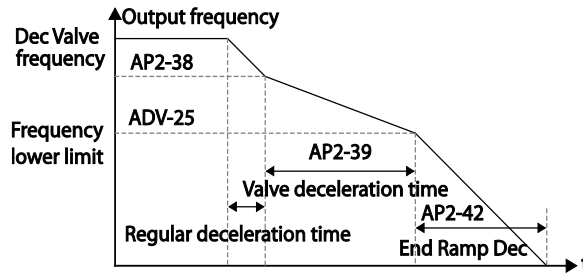 Output frequency
Dec Valve
frequency
AP2-38
ADV-25
Frequency
lower limit
AP2-39
Valve deceleration time
AP2-42
Regular deceleration time
End Ramp Dec